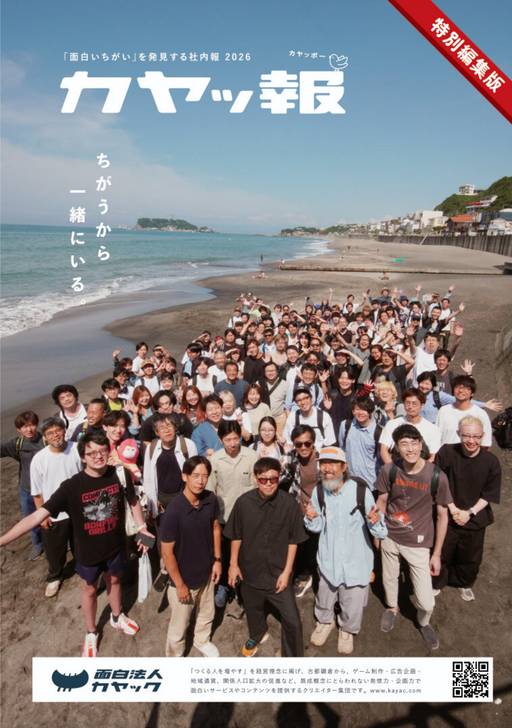 「面白いちがい」を発見する社内報 2026
カヤッポー
カヤッ報
特別編集版
ちがうから
一緒にいる
面白法人
カヤック
「つくる人を増やす」を経営理念に掲げ、古都鎌倉から、ゲーム制作・広告企画・
地域通貨、関係人口拡大の促進など、既成概念にとらわれない発想力・企画力で
面白いサービスやコンテンツを提供するクリエイター集団です。www.kayac.com